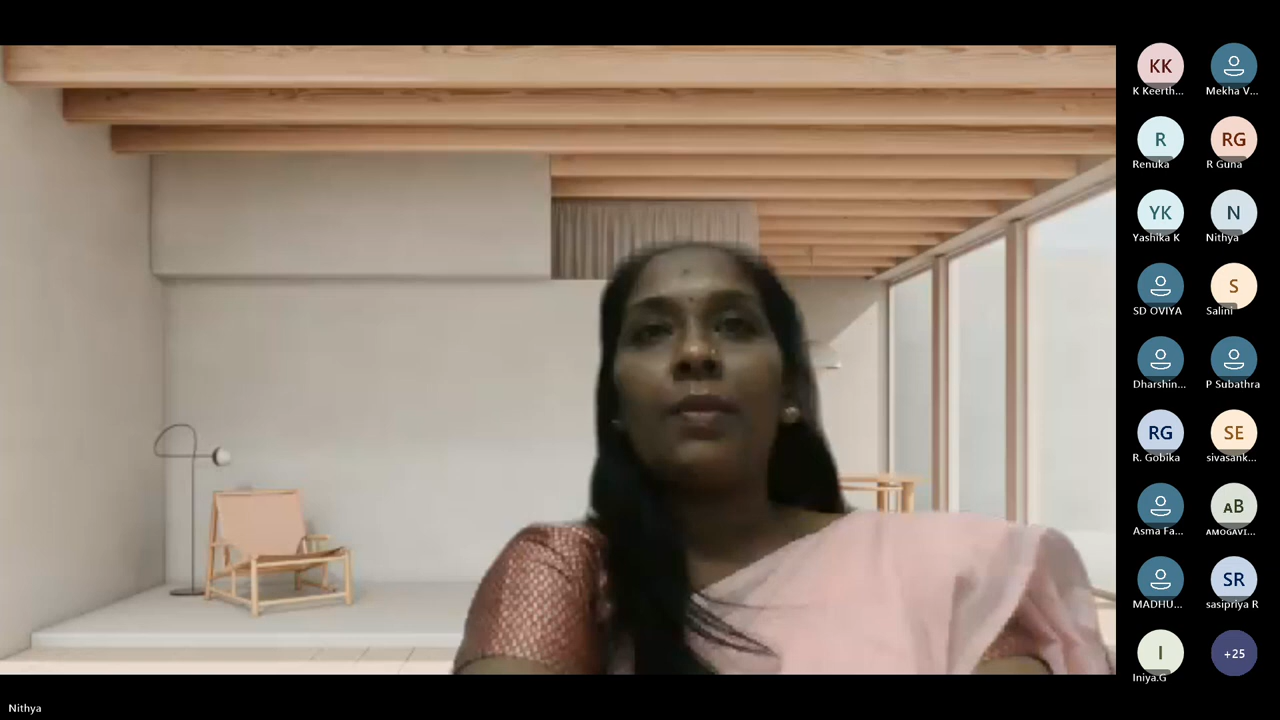 KK
K Keerth...
Mekha V...
R
Renuka
RG
R Guna
YK
Yashika K
N
Nithya
SD OVIYA
S
Salini
Dharshin...
P Subathra
RG
R. Gobika
SE
sivasank...
Asma Fa...
AB
AMOGAVI...
MADHU...
SR
sasipriya R
I
Iniya.G
+25
Nithya